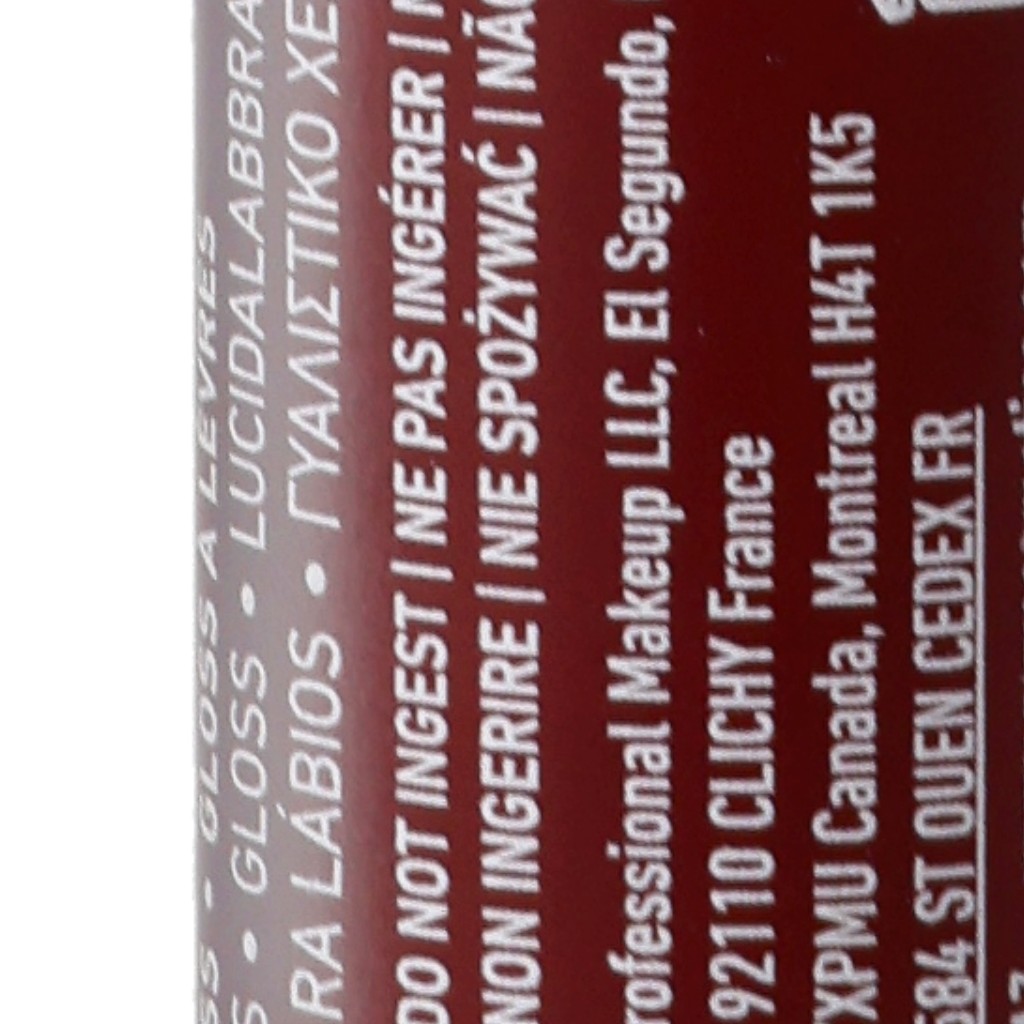 SS • GLOSS À LÈVRES
S • GLOSS • LUCIDALABBRA
RA LÁBIOS • ΓΥΑΛΙΣΤΙΚΟ ΧΕ
DO NOT INGEST | NE PAS INGÉRER |
NON INGERIRE | NIE SPOŻYWAĆ | NÃO
rofessional Makeup LLC, El Segundo,
92110 CLICHY France
XPMU Canada, Montreal H4T 1K5
584 ST OUEN CEDEX FR